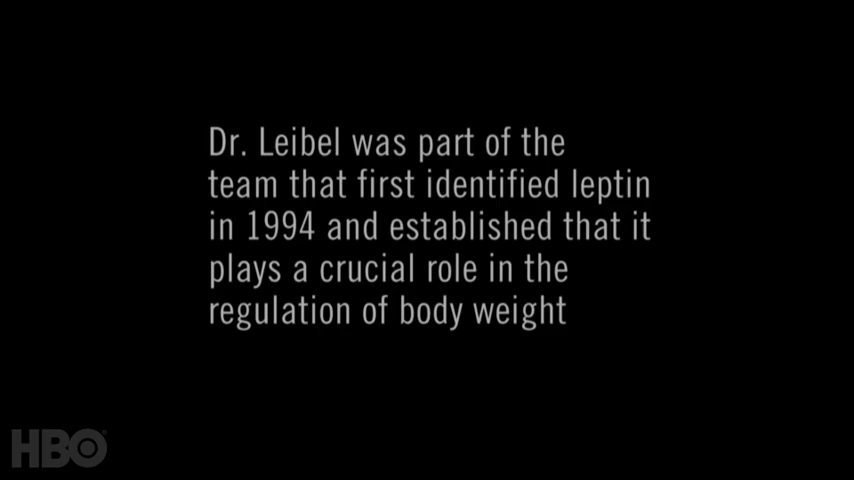 Dr. Leibel was part of the
team that first identified leptin
in 1994 and established that it
plays a crucial role in the
regulation of body weight
HBO